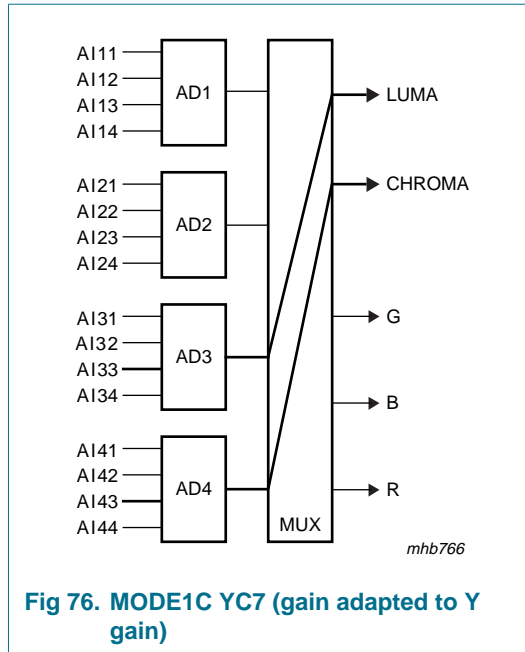 AI11
AI12
AI13
AI14
AD1
AI21
AI22
AI23
AI24
AD2
AI31
AI32
AI33
AI34
AD3
AI41
AI42
AI43
AI44
AD4
MUX
LUMA
CHROMA
G
B
R
mhb766
Fig 76. MODE1C YC7 (gain adapted to Y
gain)